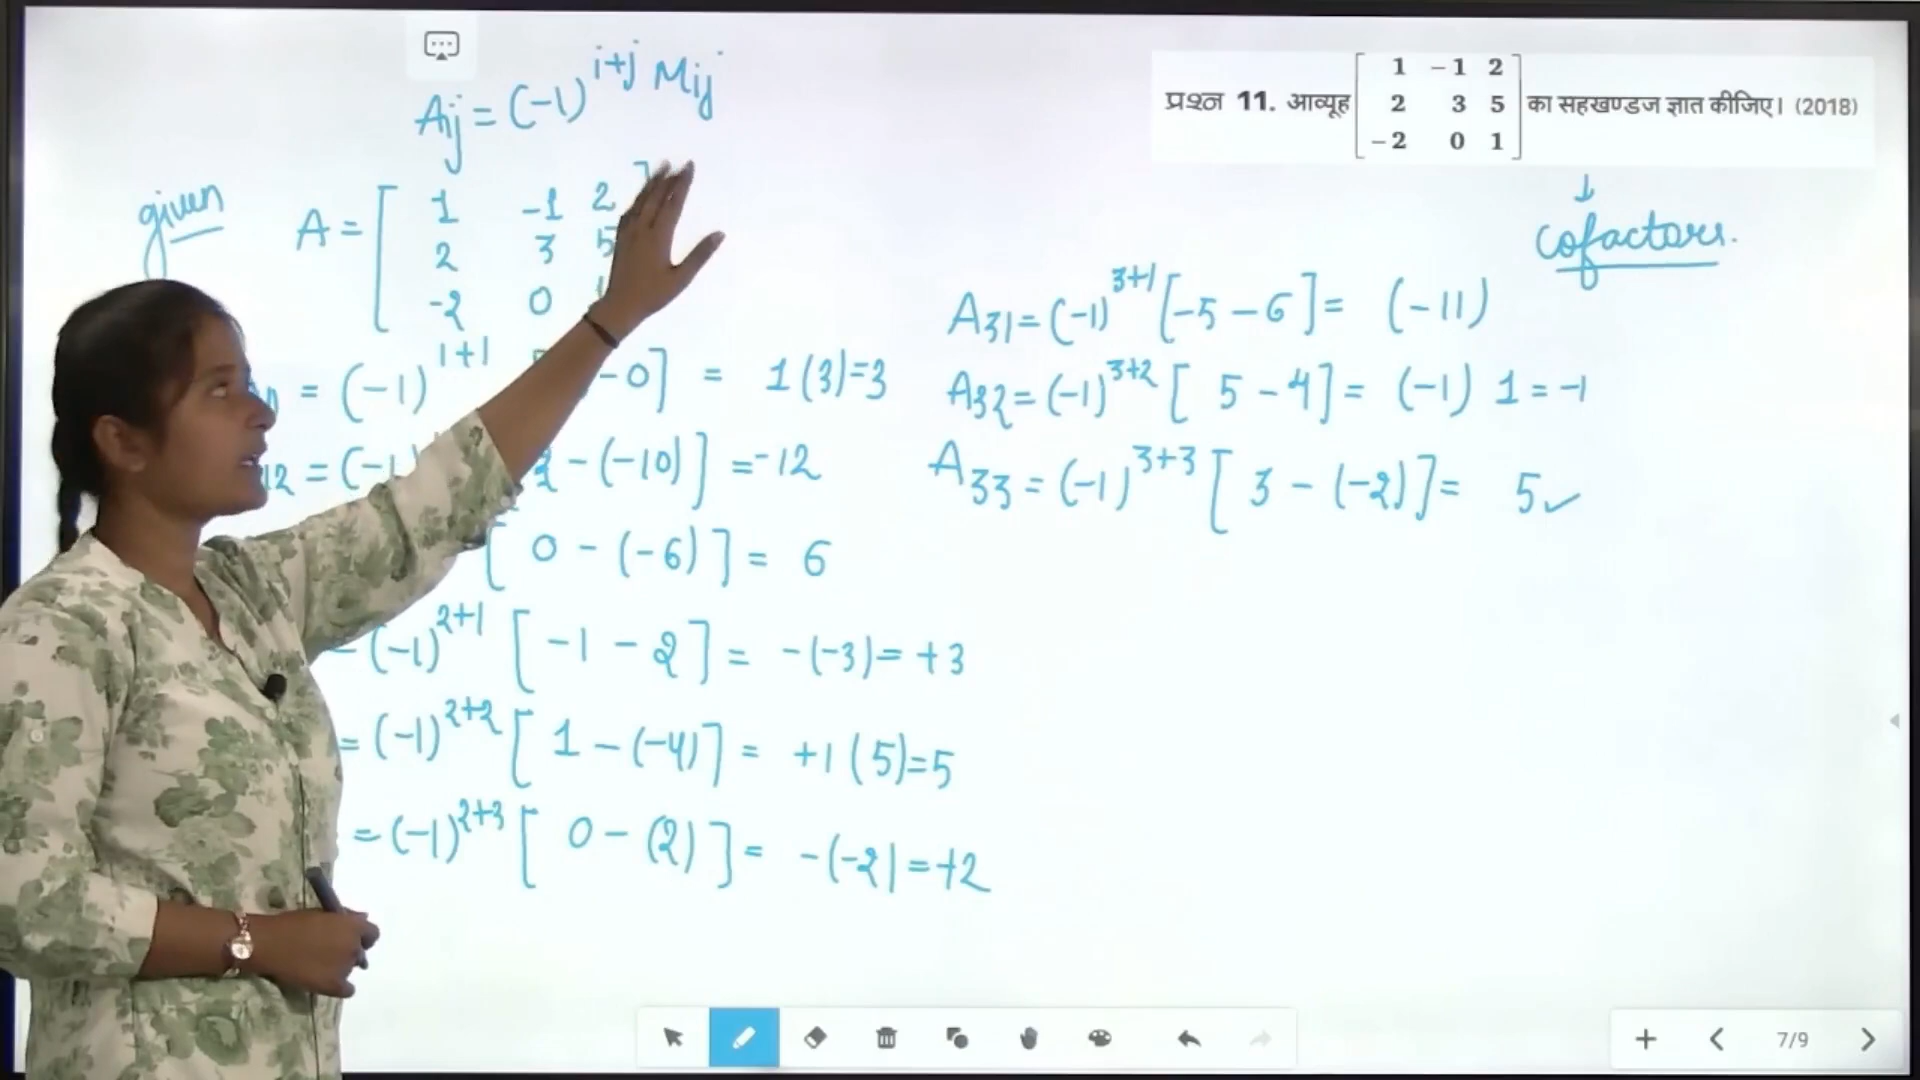 Aij = (-1)^{i+j} Mij
प्रश्न 11. आव्यूह [ 1 -1 2
2 3 5
-2 0 1 ] का सहखण्डज ज्ञात कीजिए। (2018)
↓
Cofactors.
given A = [ 1 -1 2
2 3 5
-2 0
= (-1)^{1+1} -0] = 1(3)=3
12 = (-1) - (-10)] = -12
[ 0 - (-6) ] = 6
(-1)^{2+1} [ -1 - 2 ] = -(-3) = +3
= (-1)^{2+2} [ 1 - (-4) ] = +1(5)=5
= (-1)^{2+3} [ 0 - (2) ] = -(-2) = +2
A31 = (-1)^{3+1} [-5 - 6] = (-11)
A32 = (-1)^{3+2} [ 5 - 4 ] = (-1) 1 = -1
A33 = (-1)^{3+3} [ 3 - (-2) ] = 5 ✓
7/9